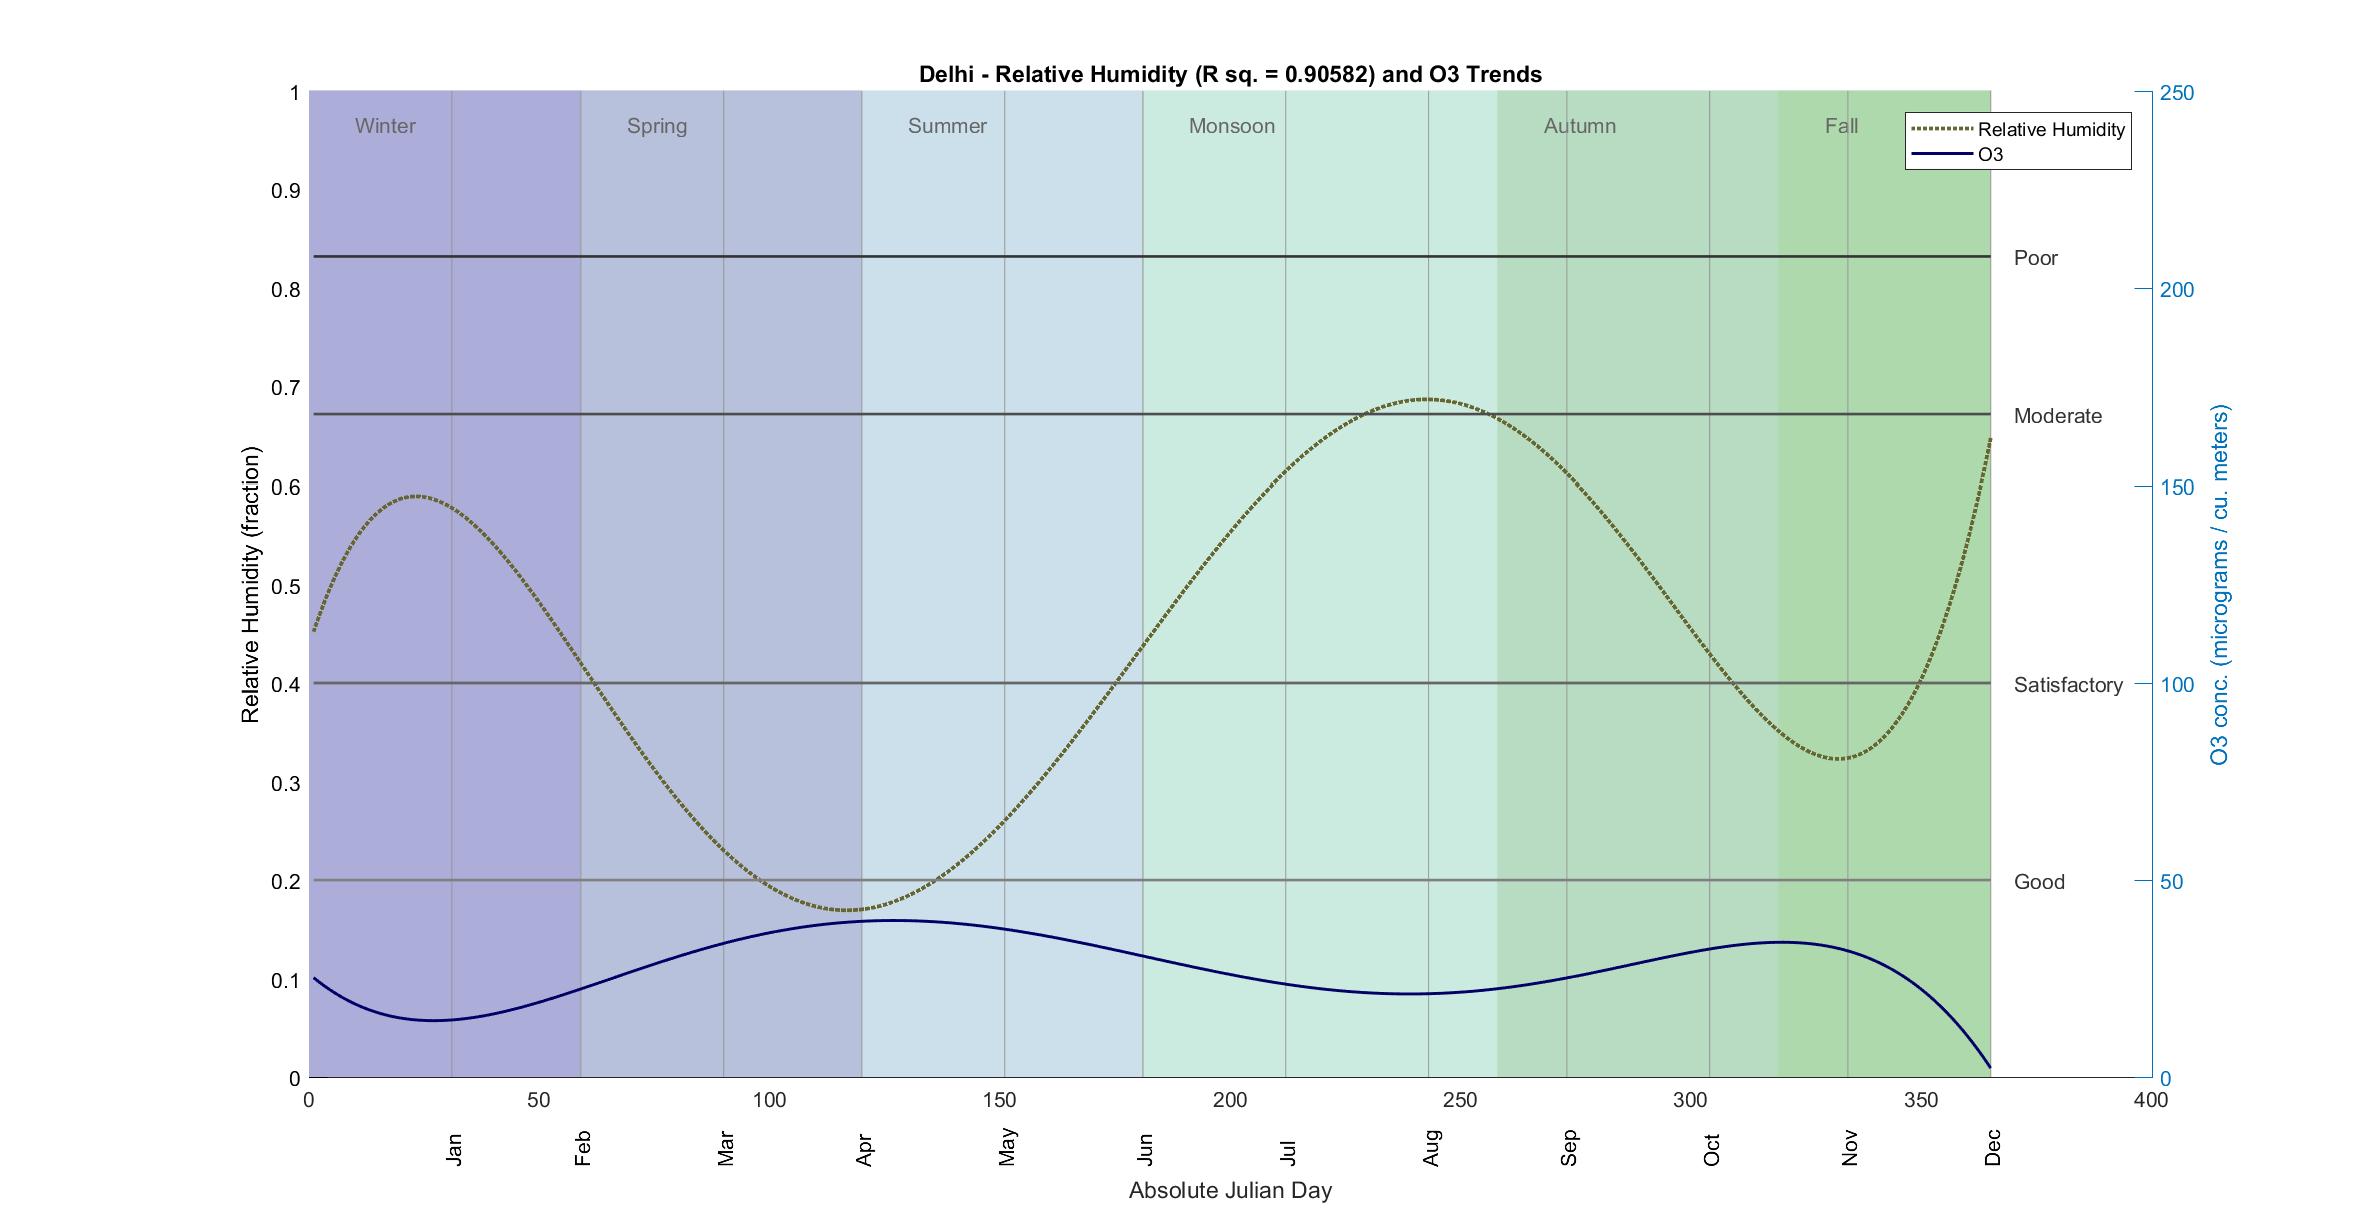 Delhi - Relative Humidity (R sq. = 0.90582) and O3 Trends
Winter
Spring
Summer
Monsoon
Autumn
Fall
Relative Humidity
O3
Poor
Moderate
Satisfactory
Good
Relative Humidity (fraction)
1
0.9
0.8
0.7
0.6
0.5
0.4
0.3
0.2
0.1
0
O3 conc. (micrograms / cu. meters)
250
200
150
100
50
0
0 50 100 150 200 250 300 350 400
Jan Feb Mar Apr May Jun Jul Aug Sep Oct Nov Dec
Absolute Julian Day